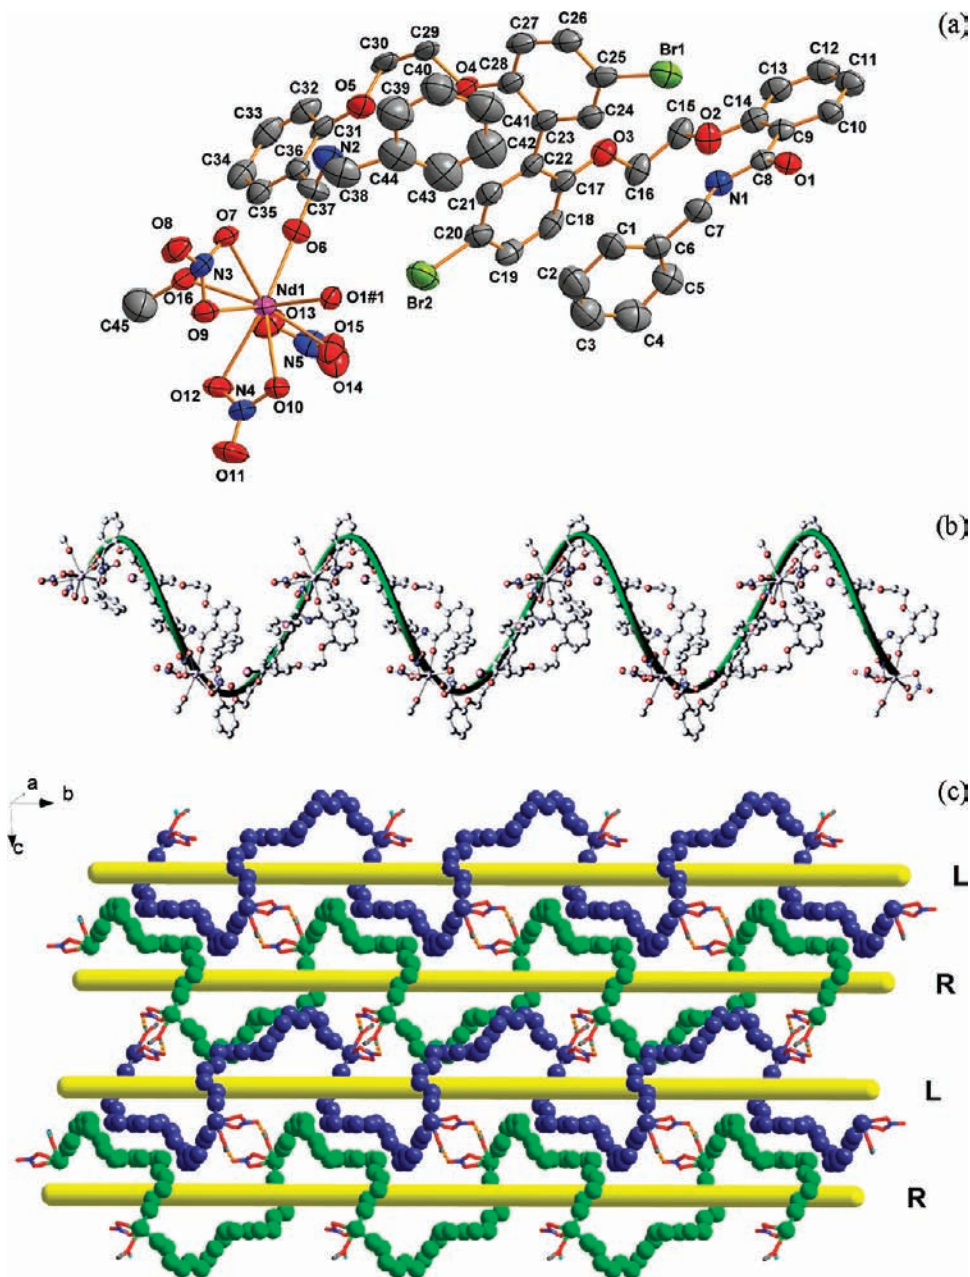 (a)
C27 C26
C29
C30 C28 C25 Br1 C12
O4 C13 C11
C40
C32 C39 C24 C15 O2 C14
C33 O5 C41
C31 C23 C10
C34 N2 C42 O3 C9
C36 C22
C44 C17 C8 O1
C35 C37 C38 C43 C21 C16 N1
O8 O7 C18 C7
O6 C20 C1 C6
N3 C19 C2 C5
O16 Nd1 Br2
C45 O9 O13 O1#1
O15 C3 C4
N5
O12 N4 O10 O14
O11
(b)
(c)
a
b
c
L
R
L
R